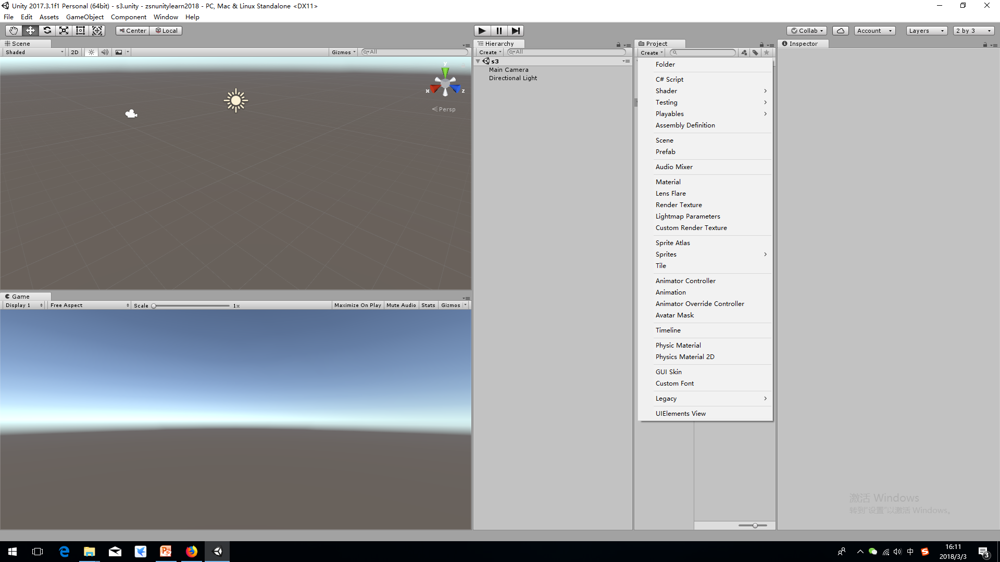 Unity 2017.3.1f1 Personal (64bit) - s3.unity - zsnunitylearn2018 - PC, Mac & Linux Standalone <DX11>
File Edit Assets GameObject Component Window Help
Center Local Collab Account Layers 2 by 3
Scene
Shaded 2D Gizmos All
y
x z
Persp
Game
Display 1 Free Aspect Scale 1x Maximize On Play Mute Audio Stats Gizmos
Hierarchy
Create All
s3
Main Camera
Directional Light
Project
Create
Folder
C# Script
Shader
Testing
Playables
Assembly Definition
Scene
Prefab
Audio Mixer
Material
Lens Flare
Render Texture
Lightmap Parameters
Custom Render Texture
Sprite Atlas
Sprites
Tile
Animator Controller
Animation
Animator Override Controller
Avatar Mask
Timeline
Physic Material
Physics Material 2D
GUI Skin
Custom Font
Legacy
UIElements View
Inspector
激活 Windows
转到"设置"以激活 Windows。
中
16:11
2018/3/3
3